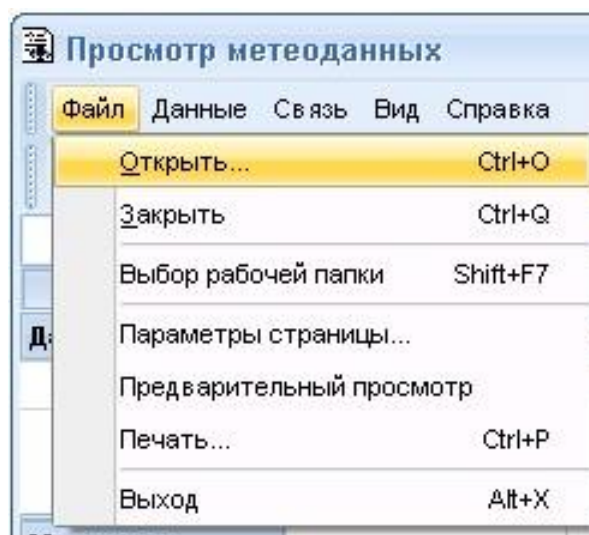 Просмотр метеоданных
Файл Данные Связь Вид Справка
Открыть... Ctrl+O
Закрыть Ctrl+Q
Выбор рабочей папки Shift+F7
Параметры страницы...
Предварительный просмотр
Печать... Ctrl+P
Выход Alt+X